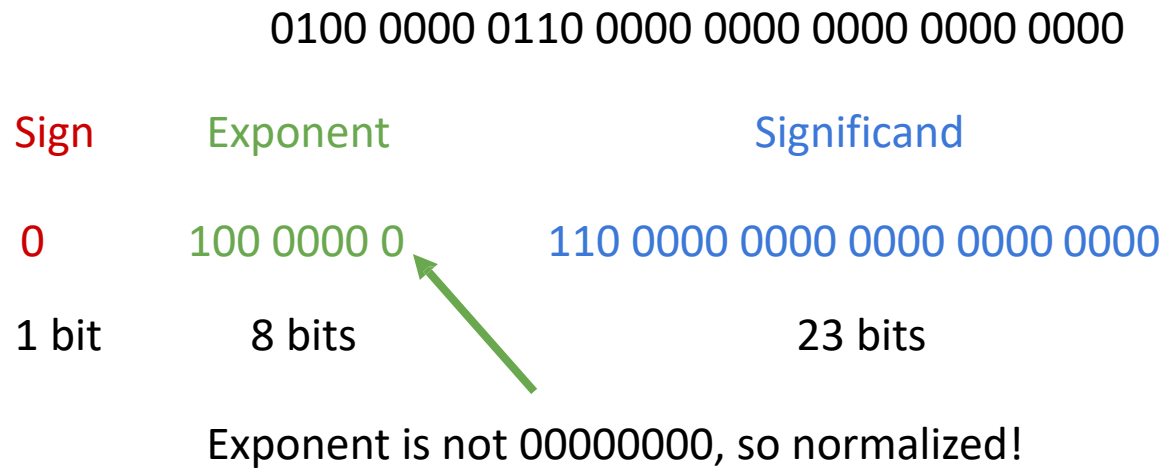 0100 0000 0110 0000 0000 0000 0000 0000
Sign Exponent Significand
0 100 0000 0 110 0000 0000 0000 0000 0000
1 bit 8 bits 23 bits
Exponent is not 00000000, so normalized!